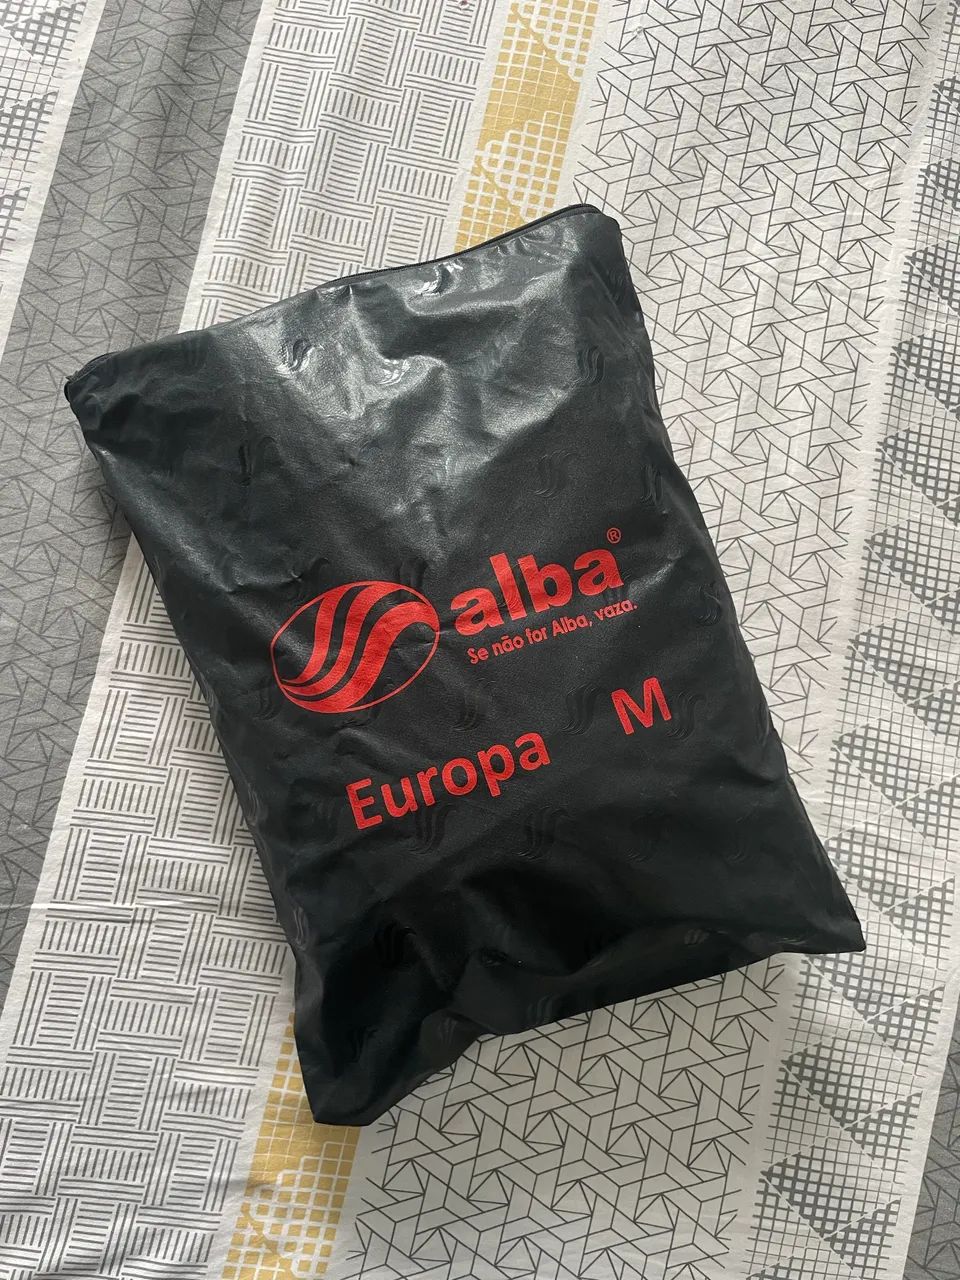 alba®
Se não for Alba, vaza.
Europa M